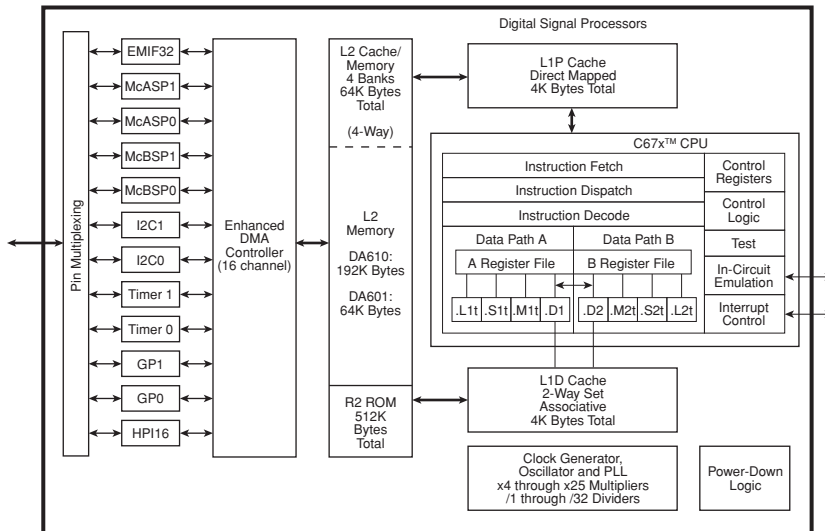 Digital Signal Processors
Pin Multiplexing
EMIF32
McASP1
McASP0
McBSP1
McBSP0
I2C1
I2C0
Timer 1
Timer 0
GP1
GP0
HPI16
Enhanced
DMA
Controller
(16 channel)
L2 Cache/
Memory
4 Banks
64K Bytes
Total
(4-Way)
L2
Memory
DA610:
192K Bytes
DA601:
64K Bytes
R2 ROM
512K
Bytes
Total
L1P Cache
Direct Mapped
4K Bytes Total
C67x™ CPU
Instruction Fetch
Instruction Dispatch
Instruction Decode
Data Path A
Data Path B
A Register File
B Register File
.L1t
.S1t
.M1t
.D1
.D2
.M2t
.S2t
.L2t
Control
Registers
Control
Logic
Test
In-Circuit
Emulation
Interrupt
Control
L1D Cache
2-Way Set
Associative
4K Bytes Total
Clock Generator,
Oscillator and PLL
x4 through x25 Multipliers
/1 through /32 Dividers
Power-Down
Logic